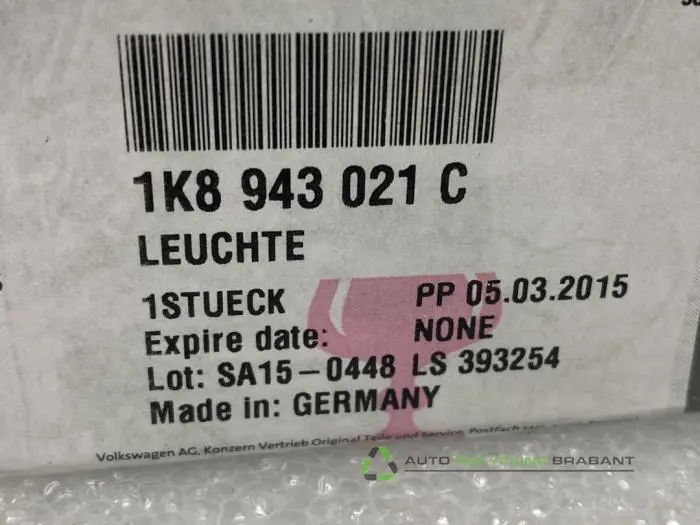 1K8 943 021 C
LEUCHTE
1STUECK PP 05.03.2015
Expire date: NONE
Lot: SA15-0448 LS 393254
Made in: GERMANY
Volkswagen AG, Konzern Vertrieb Original Teile und Service, Postfach
AUTO RECYCLING BRABANT